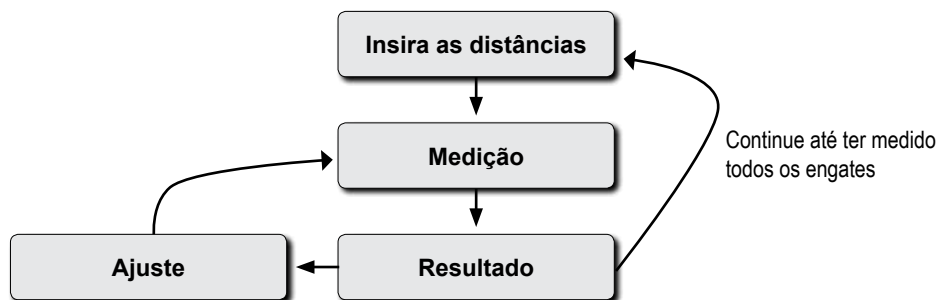 Insira as distâncias
Medição
Continue até ter medido
todos os engates
Ajuste
Resultado